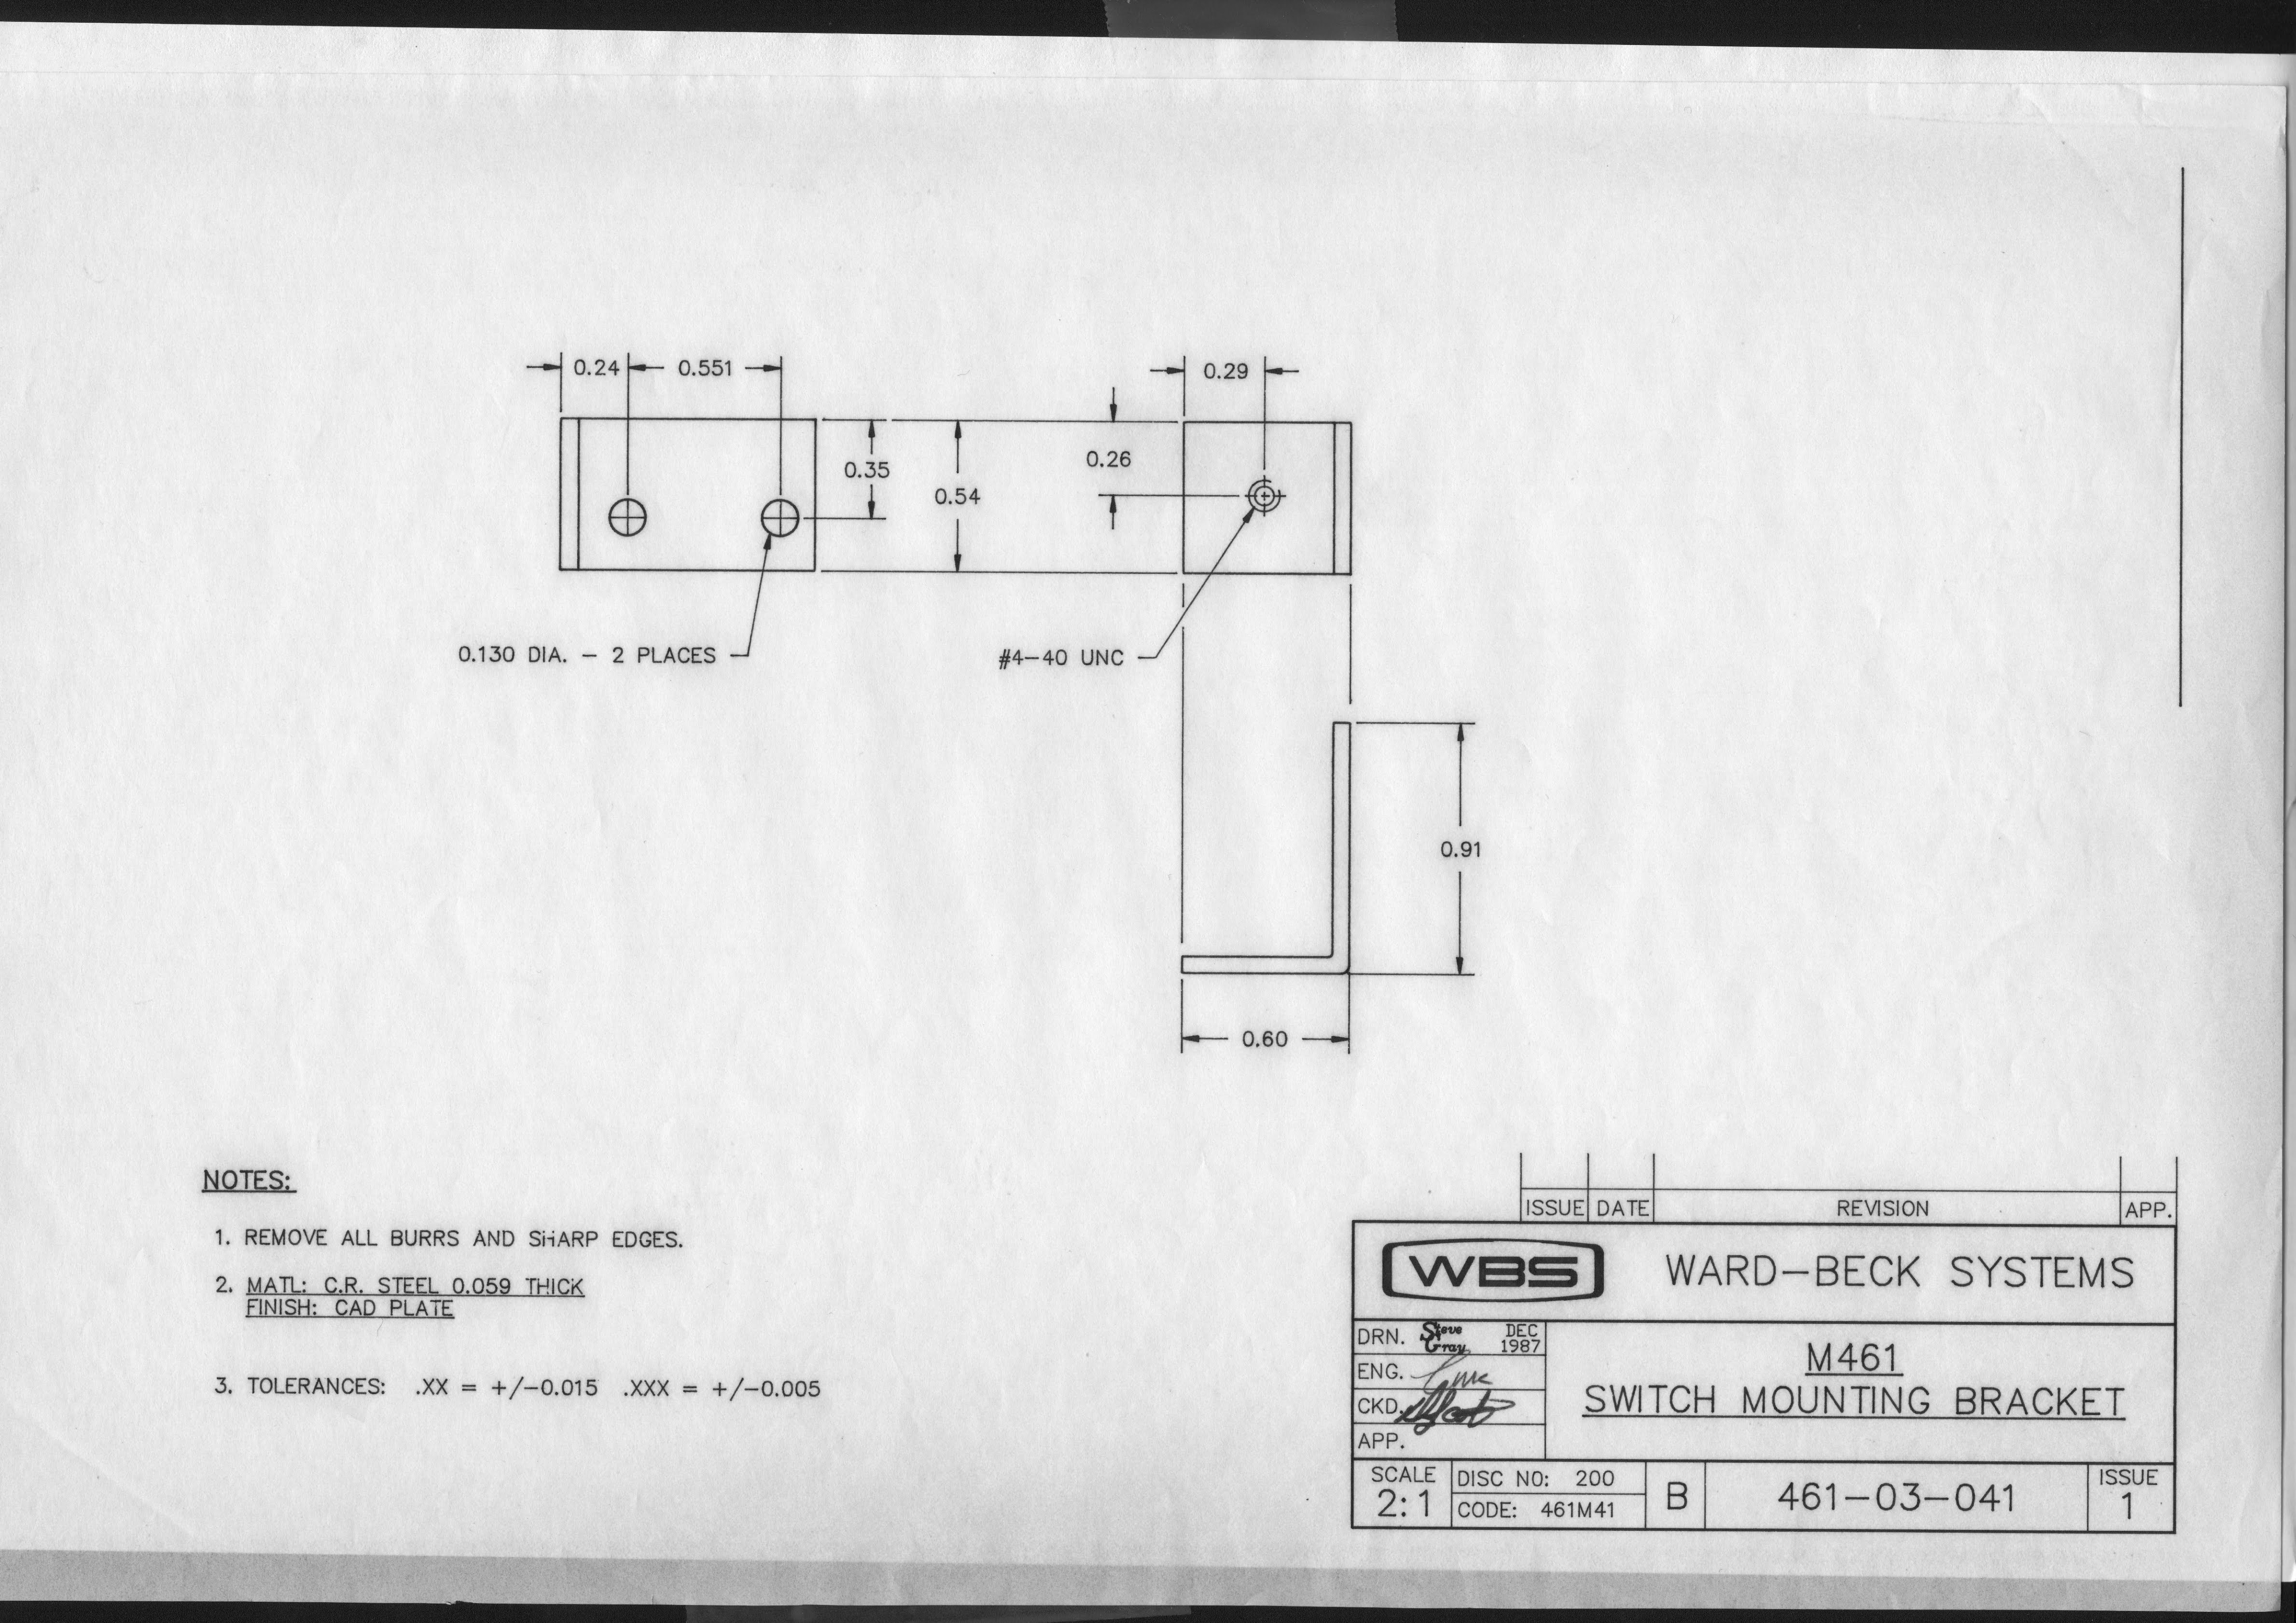 0.24
0.551
0.29
0.35
0.54
0.26
0.130 DIA. – 2 PLACES
#4–40 UNC
0.91
0.60
NOTES:
1. REMOVE ALL BURRS AND SHARP EDGES.
2. MATL: C.R. STEEL 0.059 THICK
FINISH: CAD PLATE
3. TOLERANCES: .XX = +/–0.015 .XXX = +/–0.005
ISSUE DATE REVISION APP.
WBS WARD–BECK SYSTEMS
DRN. Steve Gray DEC 1987
ENG.
CKD.
APP.
M461
SWITCH MOUNTING BRACKET
SCALE
2:1
DISC NO: 200
CODE: 461M41
B
461–03–041
ISSUE
1